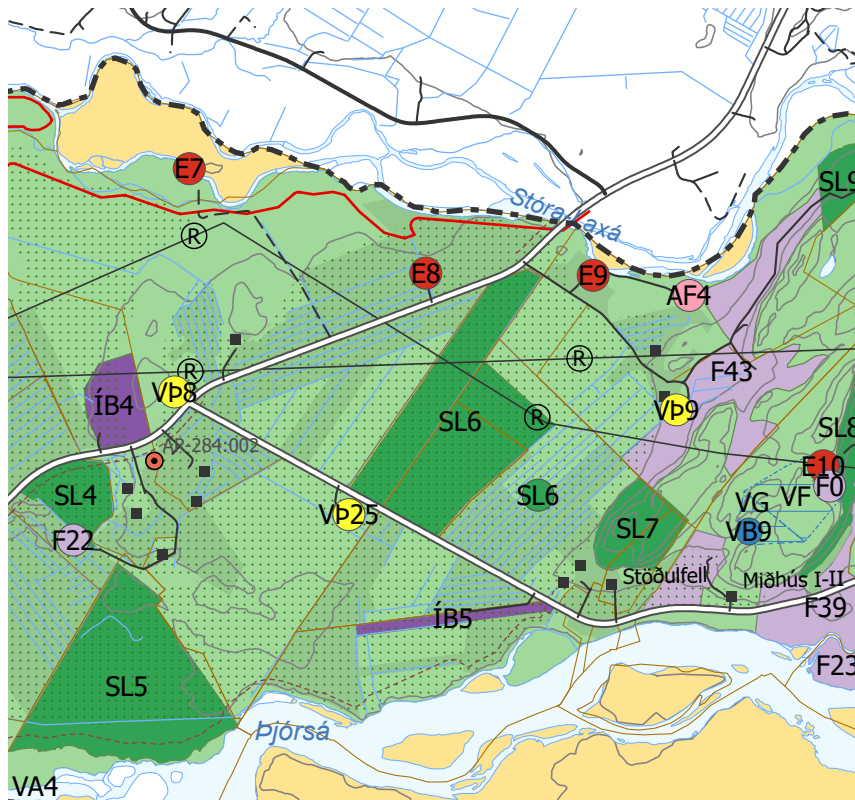 E7
SL9
Stóra-Laxá
R
E8
E9
AF4
R
R
F43
VÞ8
ÍB4
VÞ9
R
SL6
ÁR-284:002
SL8
E10
SL4
SL6
F0
VG
VF
VÞ25
SL7
VB9
F22
Stöðulfell
Miðhús I-II
F39
ÍB5
F23
SL5
Þjórsá
VA4